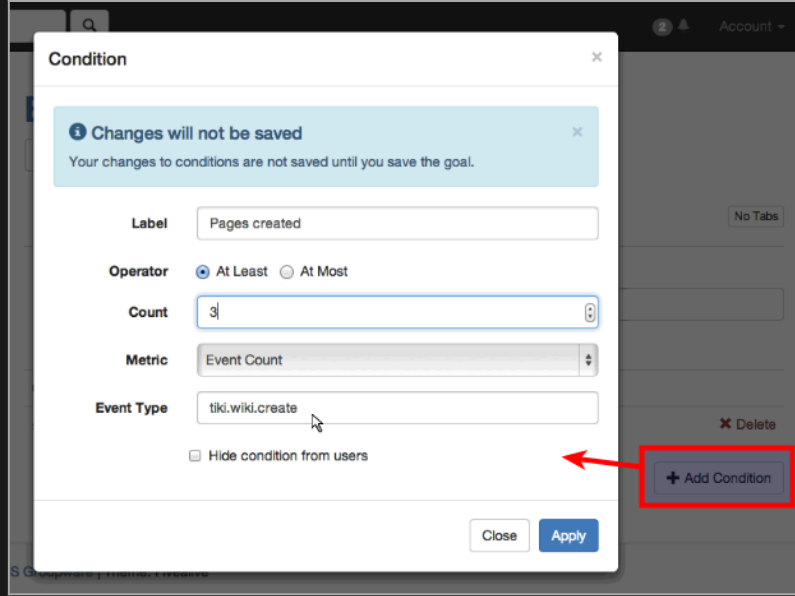 2
Account
Condition
×
Changes will not be saved
×
Your changes to conditions are not saved until you save the goal.
No Tabs
Label
Pages created
Operator
At Least
At Most
Count
3
Metric
Event Count
Event Type
tiki.wiki.create
Delete
Hide condition from users
Add Condition
Close
Apply
S Groupware | Theme: Fivealive